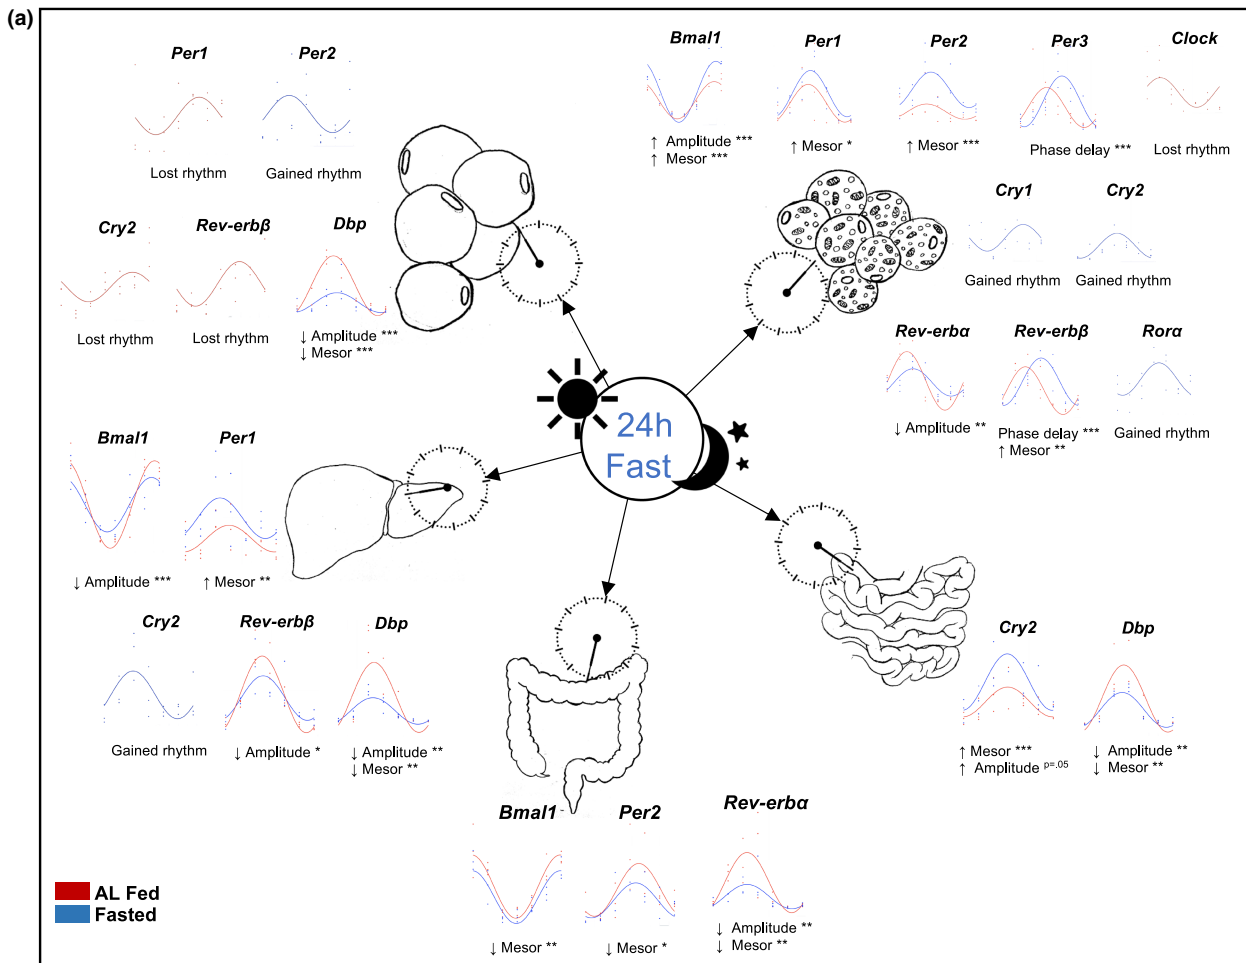 (a)
Per1 Per2
Lost rhythm Gained rhythm
Cry2 Rev-erbβ Dbp
Lost rhythm Lost rhythm ↓ Amplitude ***
↓ Mesor ***
Bmal1 Per1 Per2 Per3 Clock
↑ Amplitude *** ↑ Mesor * ↑ Mesor *** Phase delay *** Lost rhythm
↑ Mesor ***
Cry1 Cry2
Gained rhythm Gained rhythm
Rev-erbα Rev-erbβ Rorα
↓ Amplitude ** Phase delay *** Gained rhythm
↑ Mesor **
24h
Fast
Bmal1 Per1
↓ Amplitude *** ↑ Mesor **
Cry2 Rev-erbβ Dbp
Gained rhythm ↓ Amplitude * ↓ Amplitude **
↓ Mesor **
Cry2 Dbp
↑ Mesor *** ↓ Amplitude **
↑ Amplitude p=.05 ↓ Mesor **
Bmal1 Per2 Rev-erbα
↓ Mesor ** ↓ Mesor * ↓ Amplitude **
↓ Mesor **
AL Fed
Fasted